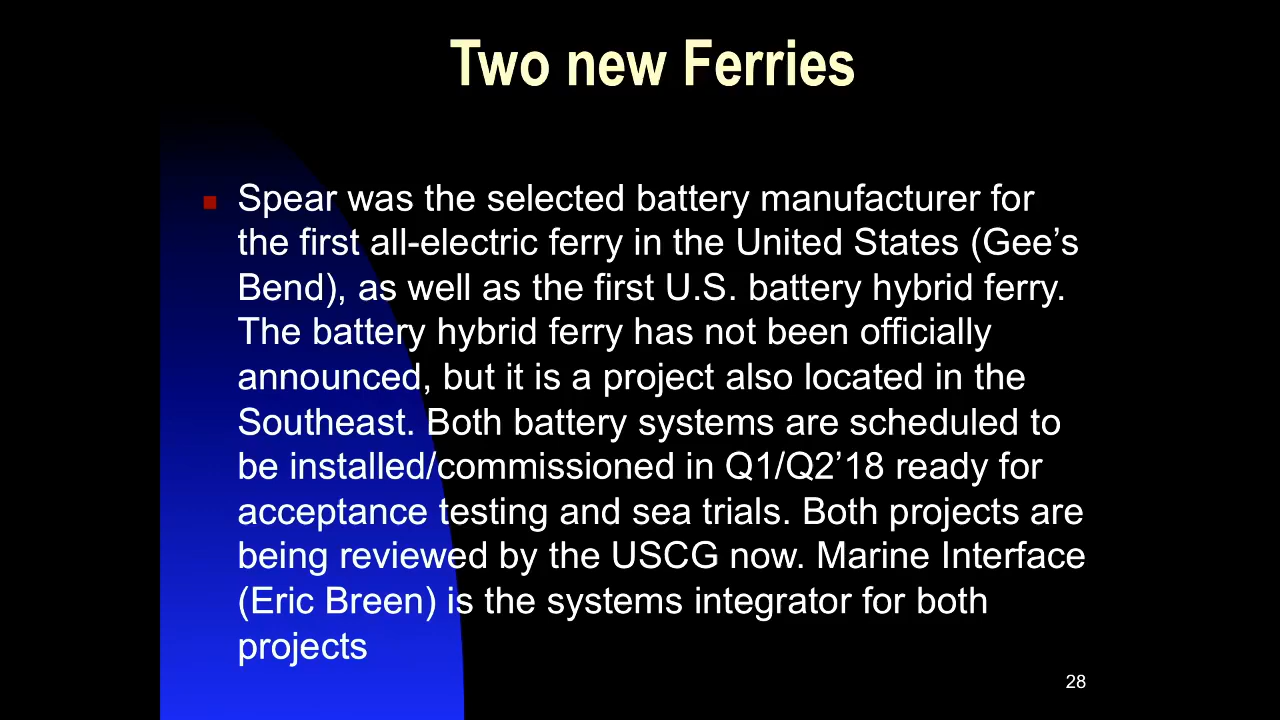 Two new Ferries
Spear was the selected battery manufacturer for
the first all-electric ferry in the United States (Gee’s
Bend), as well as the first U.S. battery hybrid ferry.
The battery hybrid ferry has not been officially
announced, but it is a project also located in the
Southeast. Both battery systems are scheduled to
be installed/commissioned in Q1/Q2’18 ready for
acceptance testing and sea trials. Both projects are
being reviewed by the USCG now. Marine Interface
(Eric Breen) is the systems integrator for both
projects
28